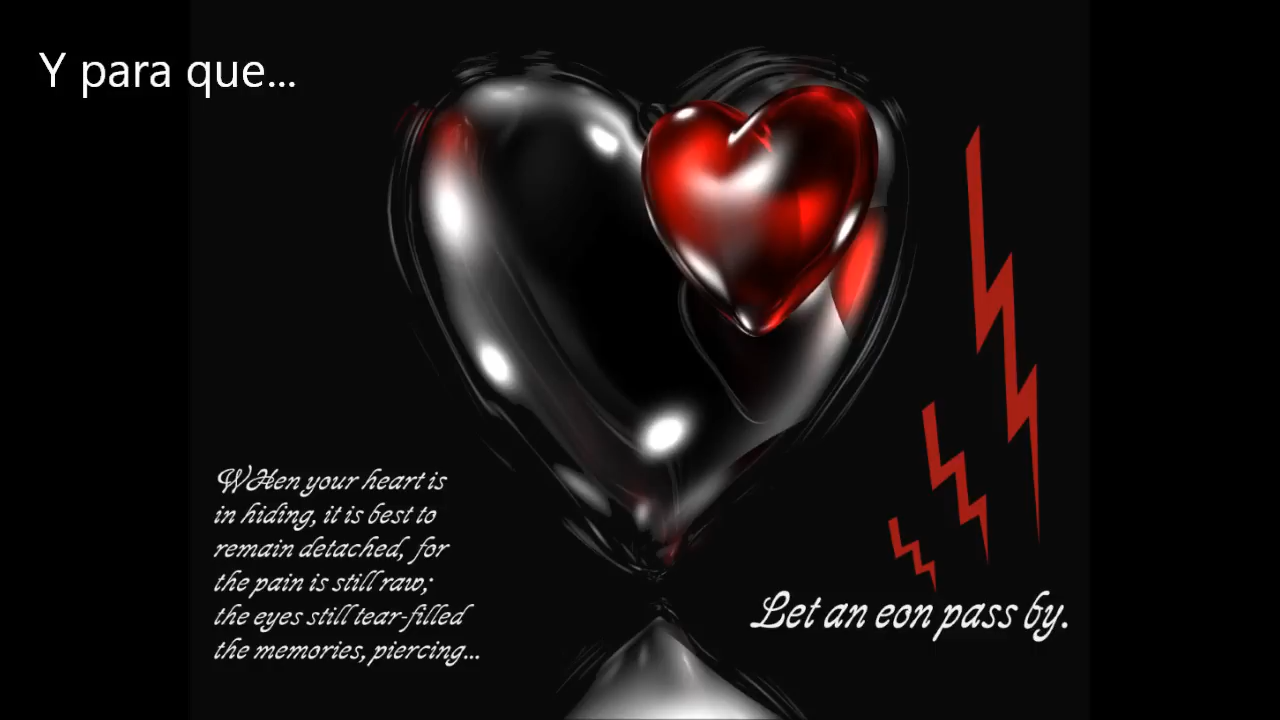 Y para que...
WHen your heart is
in hiding, it is best to
remain detached, for
the pain is still raw;
the eyes still tear-filled
the memories, piercing...
Let an eon pass by.